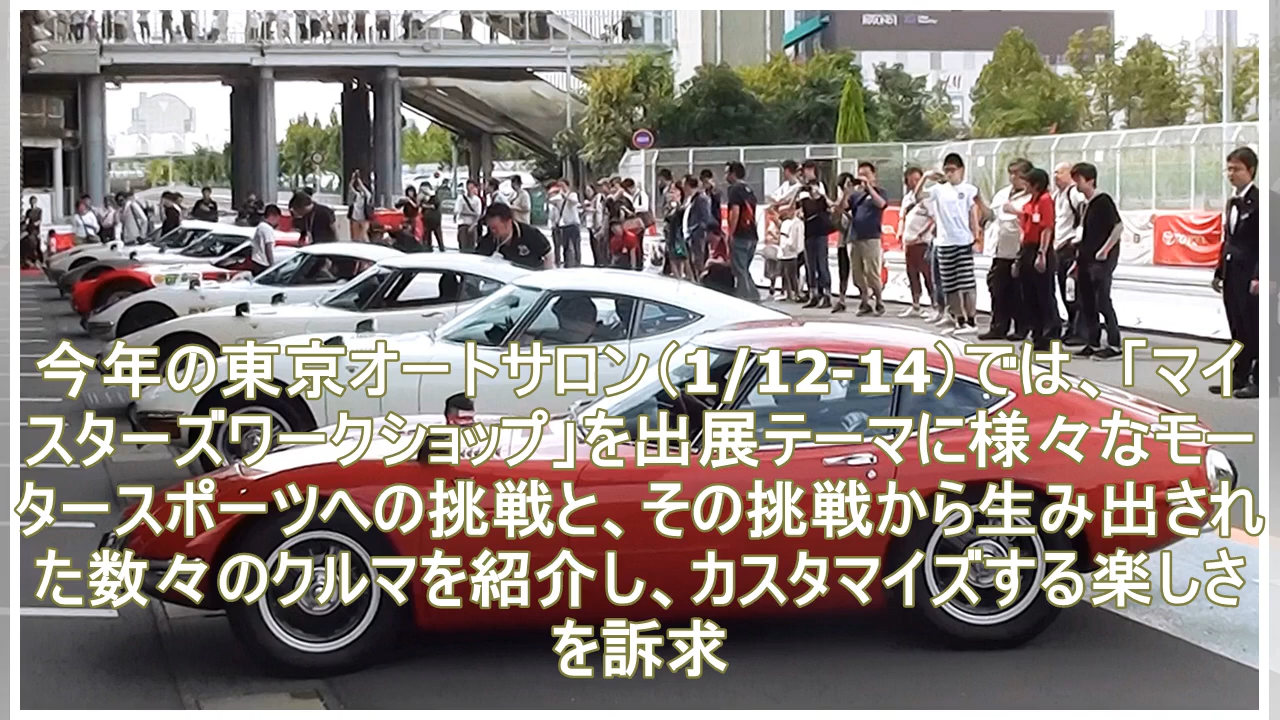 今年の東京オートサロン（1/12-14）では、「マイ
スターズワークショップ」を出展テーマに様々なモー
タースポーツへの挑戦と、その挑戦から生み出され
た数々のクルマを紹介し、カスタマイズする楽しさ
を訴求